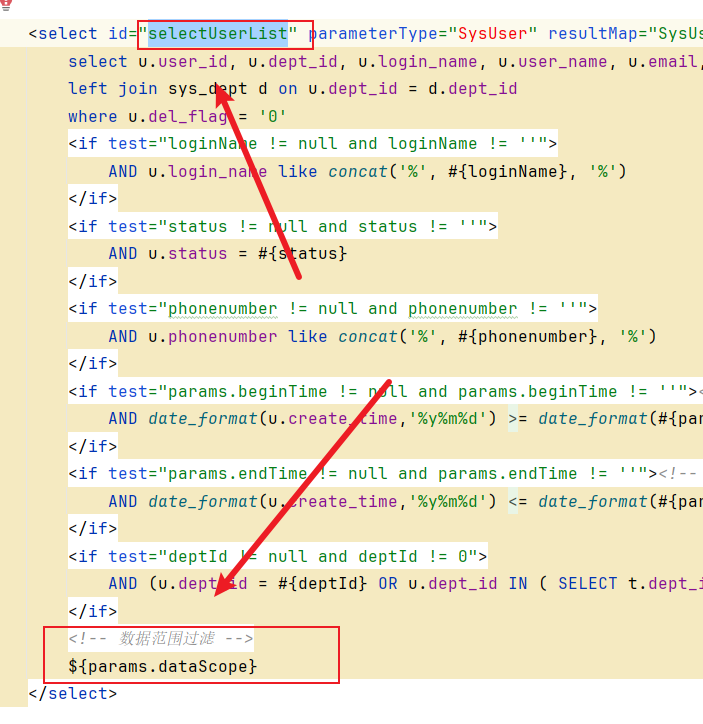 <select id="selectUserList" parameterType="SysUser" resultMap="SysUs
select u.user_id, u.dept_id, u.login_name, u.user_name, u.email,
left join sys_dept d on u.dept_id = d.dept_id
where u.del_flag = '0'
<if test="loginName != null and loginName != ''">
AND u.login_name like concat('%', #{loginName}, '%')
</if>
<if test="status != null and status != ''">
AND u.status = #{status}
</if>
<if test="phonenumber != null and phonenumber != ''">
AND u.phonenumber like concat('%', #{phonenumber}, '%')
</if>
<if test="params.beginTime != null and params.beginTime != ''"><
AND date_format(u.create_time,'%y%m%d') >= date_format(#{par
</if>
<if test="params.endTime != null and params.endTime != ''"><!--
AND date_format(u.create_time,'%y%m%d') <= date_format(#{par
</if>
<if test="deptId != null and deptId != 0">
AND (u.dept_id = #{deptId} OR u.dept_id IN ( SELECT t.dept_i
</if>
<!-- 数据范围过滤 -->
${params.dataScope}
</select>